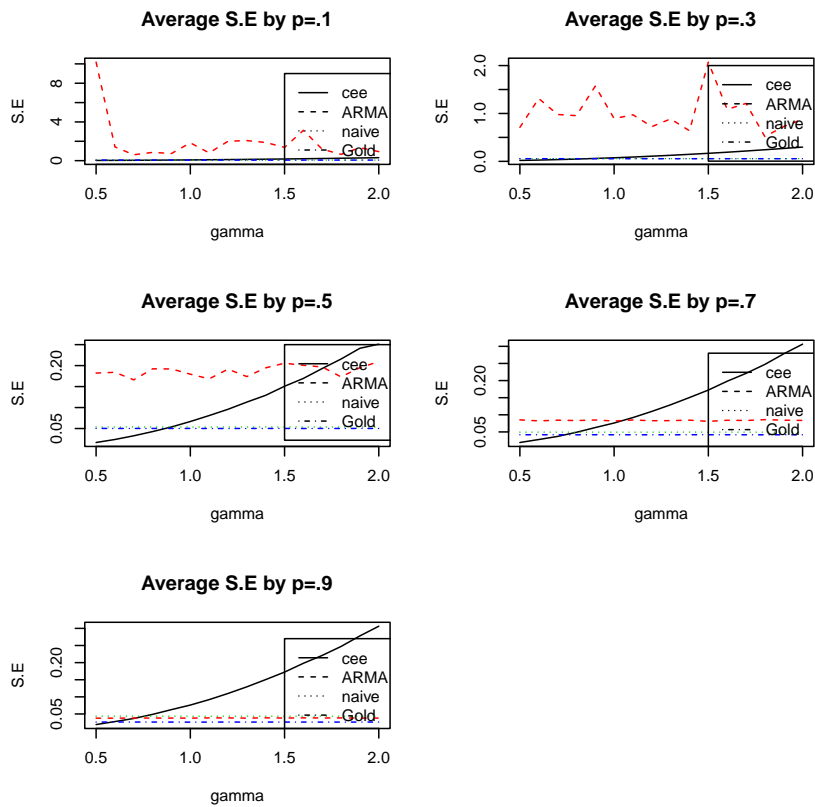 Average S.E by p=.1
S.E
0 2 4 8
cee
ARMA
naive
Gold
0.5 1.0 1.5 2.0
gamma
Average S.E by p=.3
S.E
0.0 1.0 2.0
cee
ARMA
naive
Gold
0.5 1.0 1.5 2.0
gamma
Average S.E by p=.5
S.E
0.05 0.20
cee
ARMA
naive
Gold
0.5 1.0 1.5 2.0
gamma
Average S.E by p=.7
S.E
0.05 0.20
cee
ARMA
naive
Gold
0.5 1.0 1.5 2.0
gamma
Average S.E by p=.9
S.E
0.05 0.20
cee
ARMA
naive
Gold
0.5 1.0 1.5 2.0
gamma